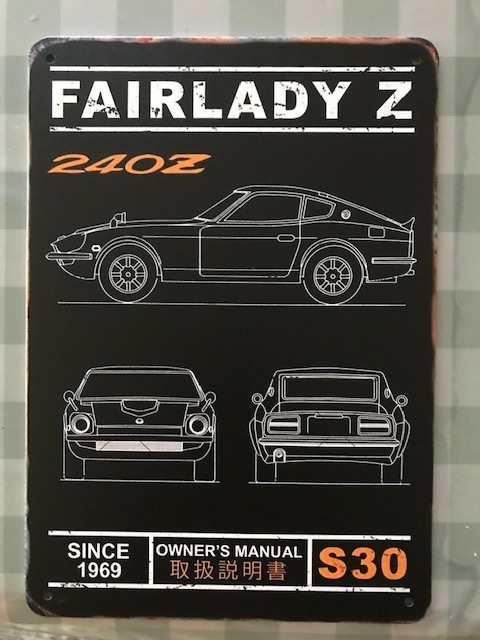 FAIRLADY Z
240Z
SINCE
1969
OWNER'S MANUAL
取扱説明書
S30